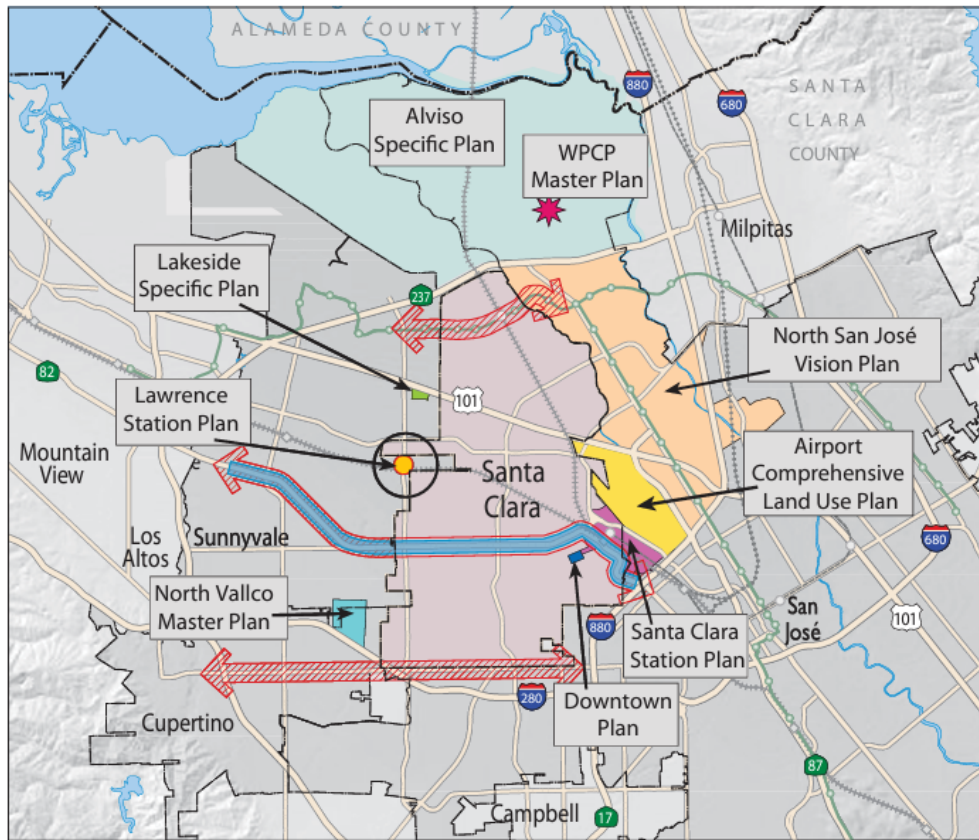 ALAMEDA COUNTY
880
680
SANTA
CLARA
COUNTY
Alviso
Specific Plan
WPCP
Master Plan
Milpitas
Lakeside
Specific Plan
237
North San José
Vision Plan
82
101
Lawrence
Station Plan
Mountain
View
Santa
Clara
Airport
Comprehensive
Land Use Plan
Los
Altos
Sunnyvale
680
North Vallco
Master Plan
880
Santa Clara
Station Plan
San
José
101
280
Downtown
Plan
Cupertino
87
Campbell
17